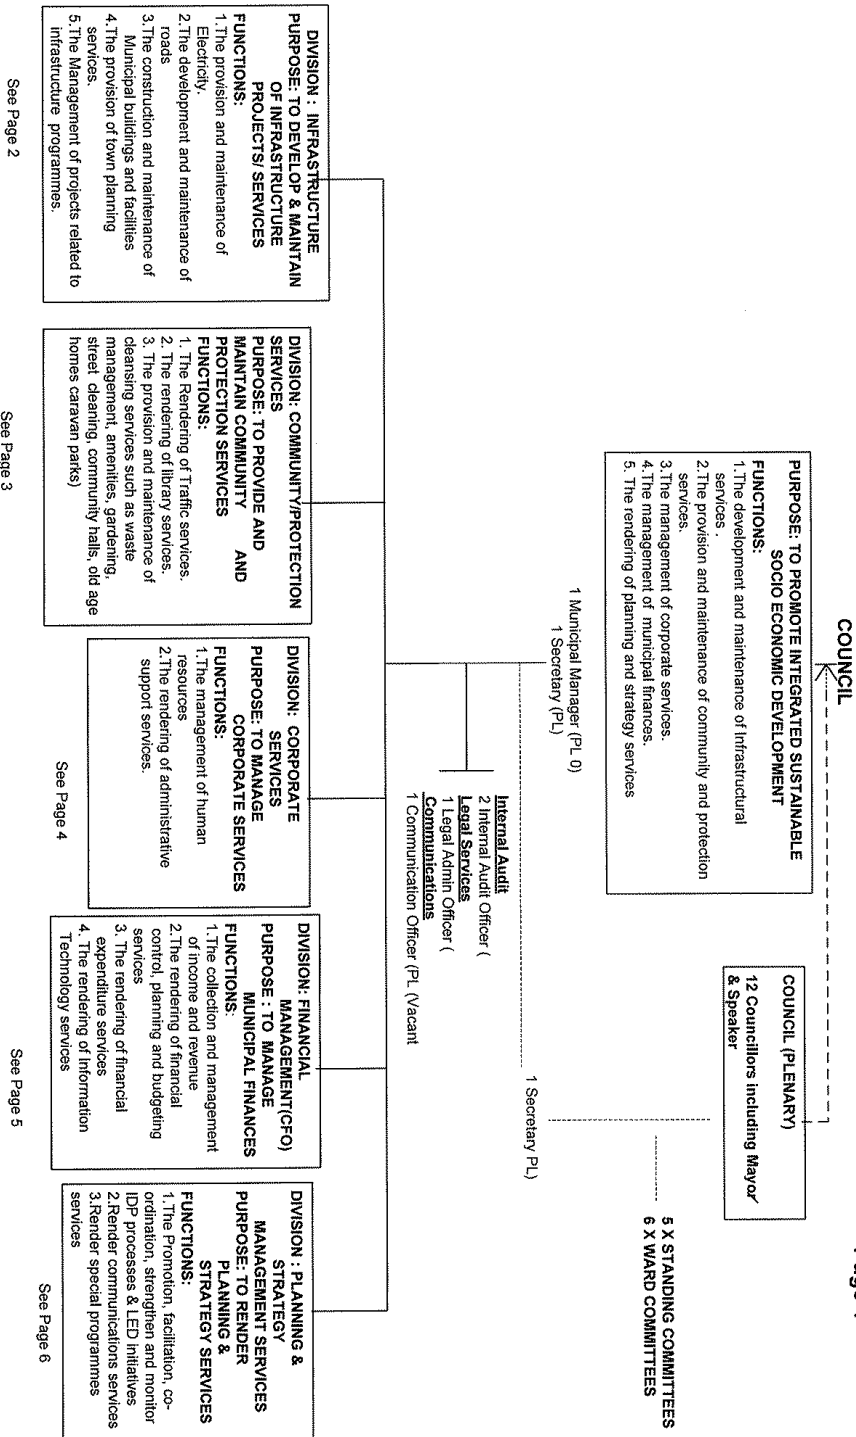 COUNCIL
PURPOSE: TO PROMOTE INTEGRATED SUSTAINABLE
SOCIO ECONOMIC DEVELOPMENT
FUNCTIONS:
1.The development and maintenance of Infrastructural
services .
2.The provision and maintenance of community and protection
services.
3.The management of corporate services.
4.The management of municipal finances.
5. The rendering of planning and strategy services
COUNCIL (PLENARY)
12 Councillors including Mayor
& Speaker
5 X STANDING COMMITTEES
6 X WARD COMMITTEES
1 Municipal Manager (PL 0)
1 Secretary (PL)
1 Secretary PL)
Internal Audit
2 Internal Audit Officer (
Legal Services
1 Legal Admin Officer (
Communications
1 Communication Officer (PL (Vacant
DIVISION : INFRASTRUCTURE
PURPOSE: TO DEVELOP & MAINTAIN
OF INFRASTRUCTURE
PROJECTS/ SERVICES
FUNCTIONS:
1.The provision and maintenance of
Electricity.
2.The development and maintenance of
roads
3.The construction and maintenance of
Municipal buildings and facilities
4.The provision of town planning
services.
5.The Management of projects related to
infrastructure programmes.
See Page 2
DIVISION: COMMUNITY/PROTECTION
SERVICES
PURPOSE: TO PROVIDE AND
MAINTAIN COMMUNITY AND
PROTECTION SERVICES
FUNCTIONS:
1. The Rendering of Traffic services.
2. The rendering of library services.
3. The provision and maintenance of
cleansing services such as waste
management, amenities, gardening,
street cleaning, community halls, old age
homes caravan parks)
See Page 3
DIVISION: CORPORATE
SERVICES
PURPOSE: TO MANAGE
CORPORATE SERVICES
FUNCTIONS:
1.The management of human
resources
2.The rendering of administrative
support services.
See Page 4
DIVISION: FINANCIAL
MANAGEMENT(CFO)
PURPOSE : TO MANAGE
MUNICIPAL FINANCES
FUNCTIONS:
1.The collection and management
of income and revenue
2.The rendering of financial
control, planning and budgeting
services
3. The rendering of financial
expenditure services
4. The rendering of Information
Technology services
See Page 5
DIVISION : PLANNING &
STRATEGY
MANAGEMENT SERVICES
PURPOSE: TO RENDER
PLANNING &
STRATEGY SERVICES
FUNCTIONS:
1.The Promotion, facilitation, co-
ordination, strengthen and monitor
IDP processes & LED initiatives
2.Render communications services
3.Render special programmes
services
See Page 6